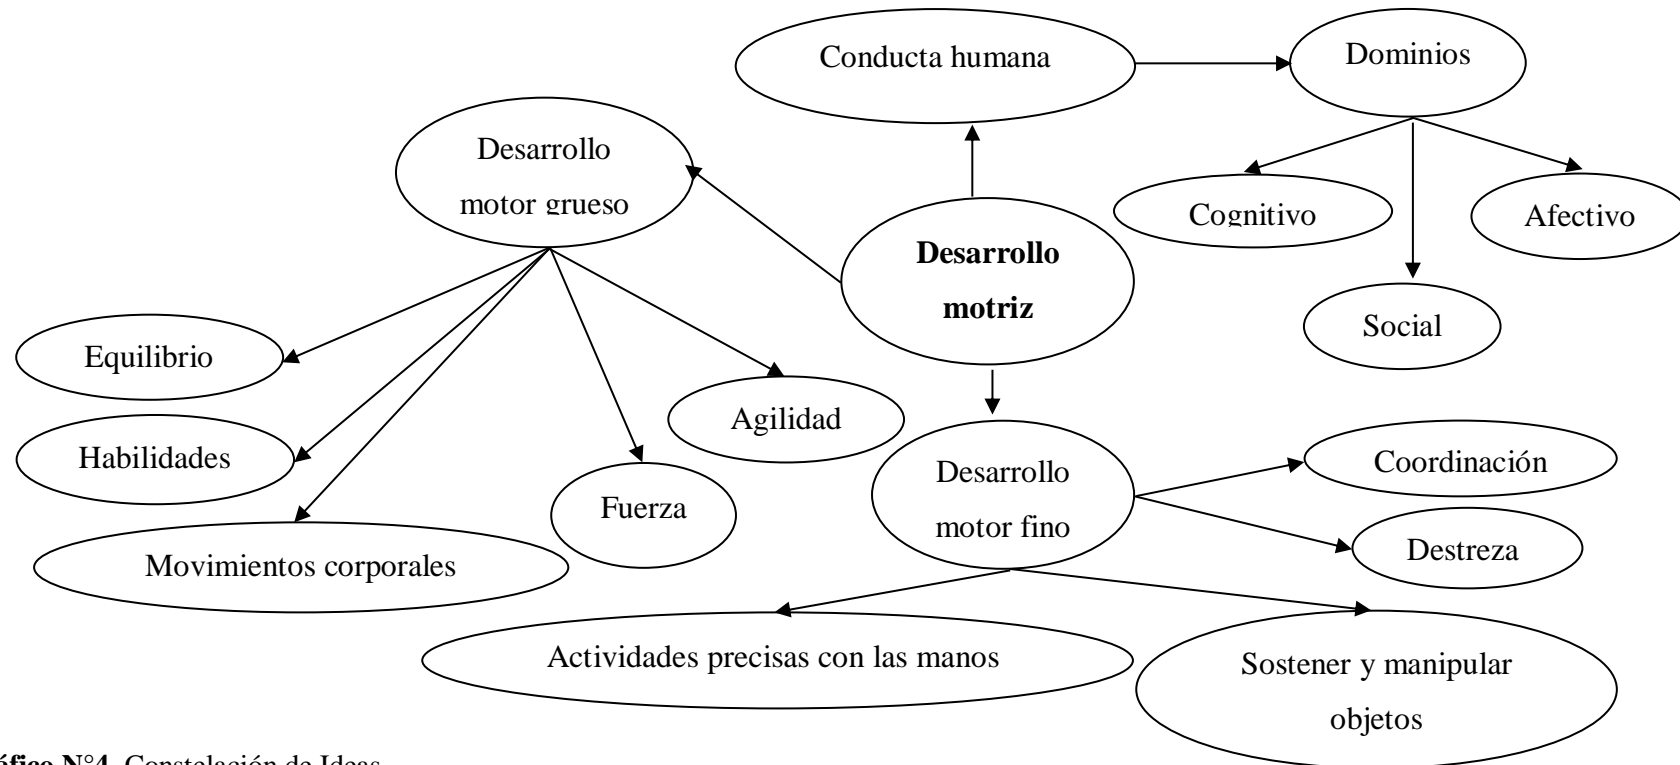 Conducta humana
Dominios
Desarrollo
motor grueso
Cognitivo
Afectivo
Desarrollo
motriz
Social
Equilibrio
Agilidad
Habilidades
Fuerza
Movimientos corporales
Desarrollo
motor fino
Coordinación
Destreza
Actividades precisas con las manos
Sostener y manipular
objetos
N°4. Constelación de Ideas